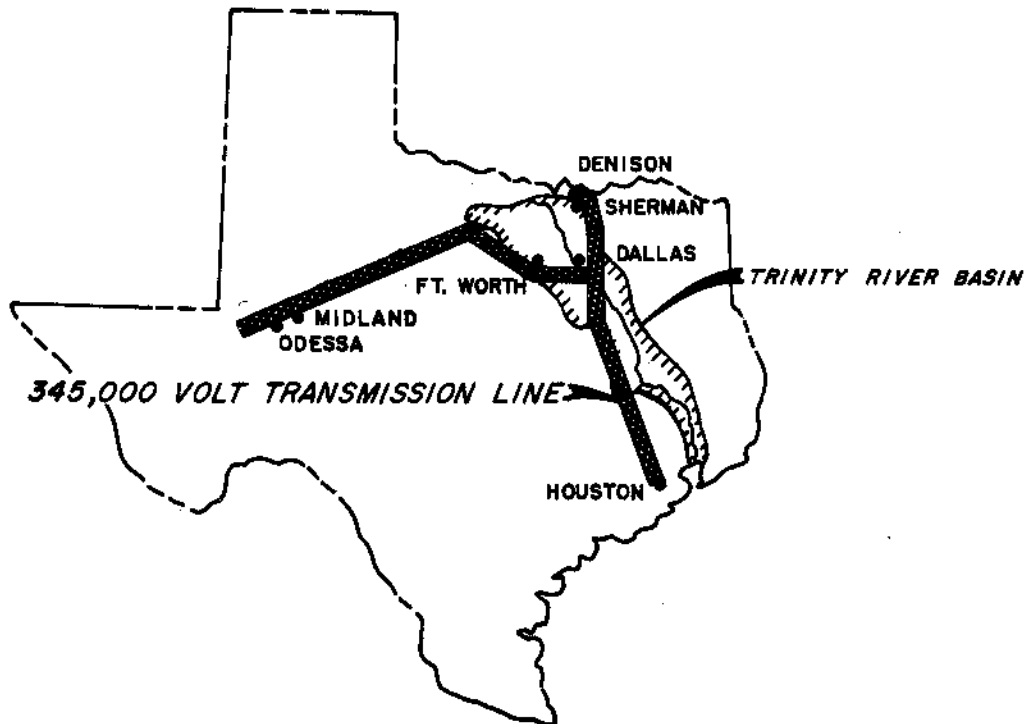 DENISON
SHERMAN
DALLAS
FT. WORTH
TRINITY RIVER BASIN
MIDLAND
ODESSA
345,000 VOLT TRANSMISSION LINE
HOUSTON